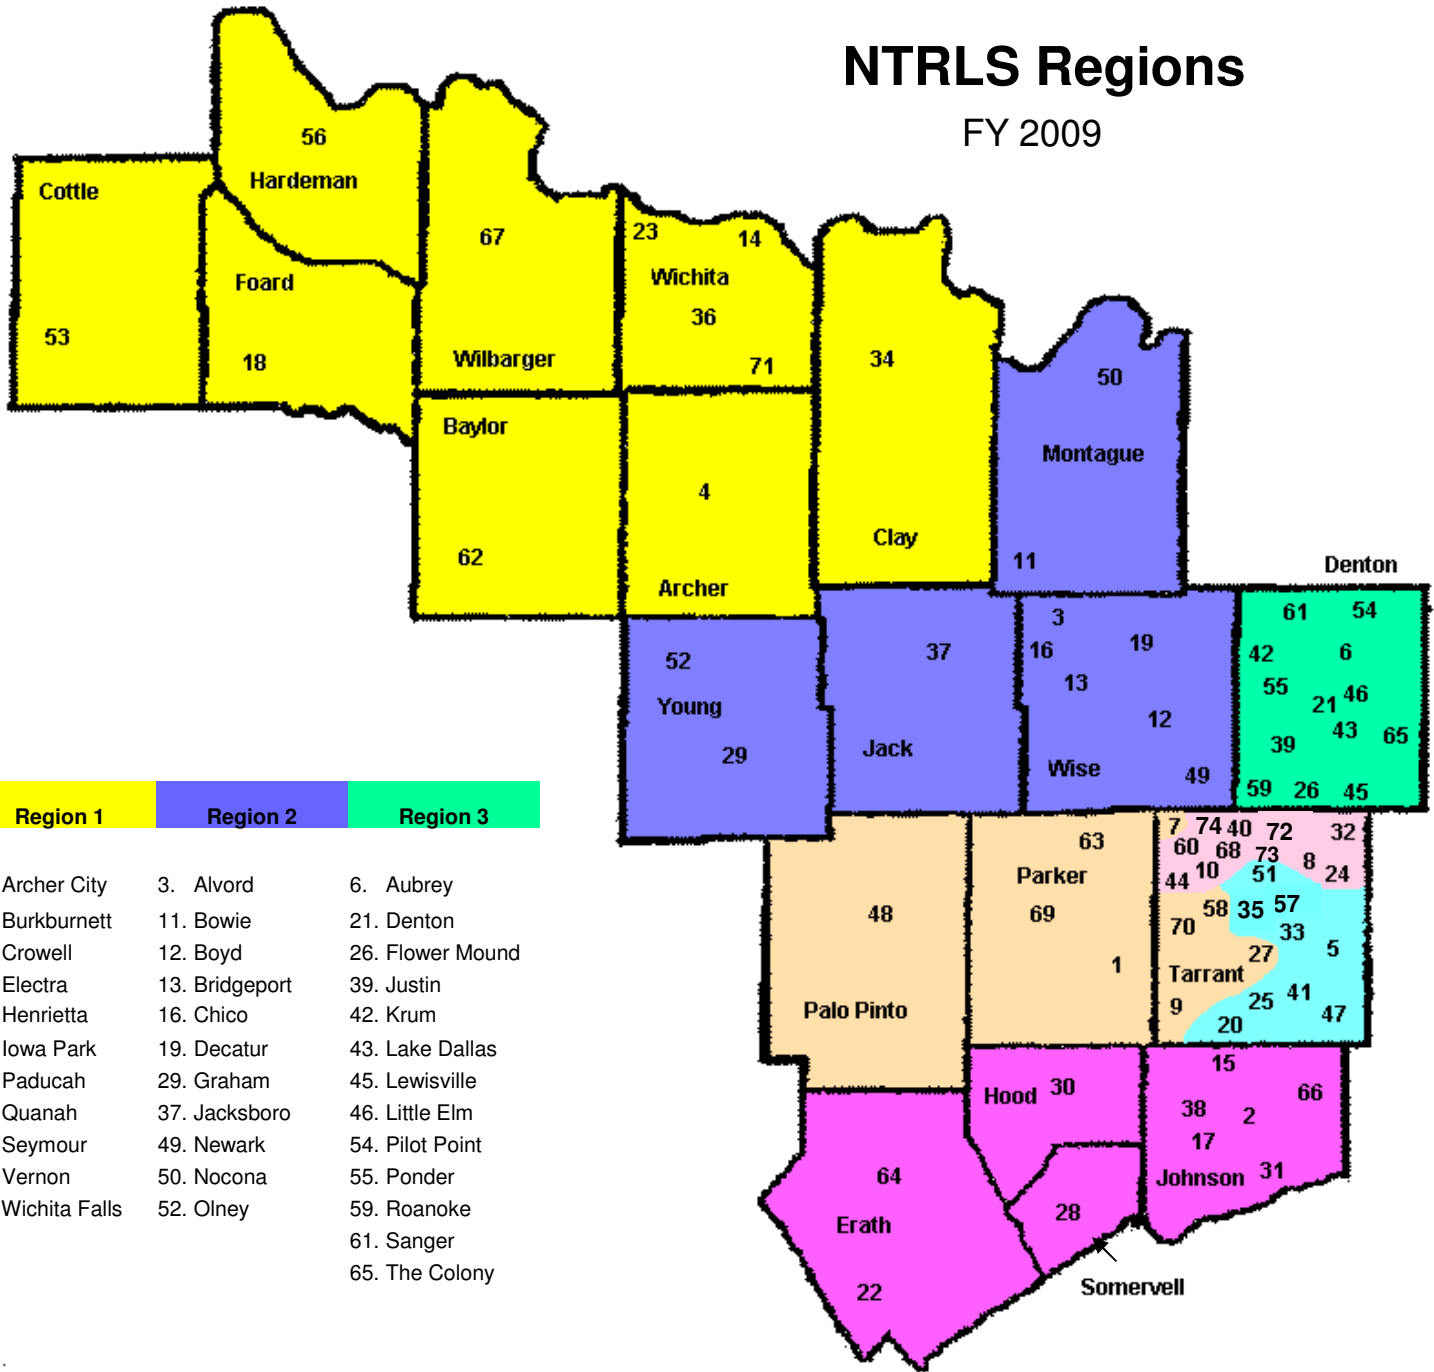 NTRLS Regions
FY 2009
56
Hardeman
Cottle
67
23 14
Wichita
Foard
36
53
18
Wilbarger
71
34
50
Baylor
Montague
4
62
Clay
11
Archer
Denton
3
61 54
52
37
16
19
42 6
13
55
46
Young
21
12
43
65
29
Jack
39
Wise
49
59 26 45
Region 1 Region 2 Region 3
7 74 40 72 32
63
60 68 73 8
Parker
44 10 51 24
48
69
58 35 57
70
33
5
27
1
Tarrant
Palo Pinto
9
25 41
47
20
Archer City 3. Alvord 6. Aubrey
Burkburnett 11. Bowie 21. Denton
Crowell 12. Boyd 26. Flower Mound
Electra 13. Bridgeport 39. Justin
Henrietta 16. Chico 42. Krum
Iowa Park 19. Decatur 43. Lake Dallas
Paducah 29. Graham 45. Lewisville
Quanah 37. Jacksboro 46. Little Elm
Seymour 49. Newark 54. Pilot Point
Vernon 50. Nocona 55. Ponder
Wichita Falls 52. Olney 59. Roanoke
61. Sanger
65. The Colony
15
Hood 30
66
38
2
17
64
Johnson 31
28
Erath
Somervell
22
.